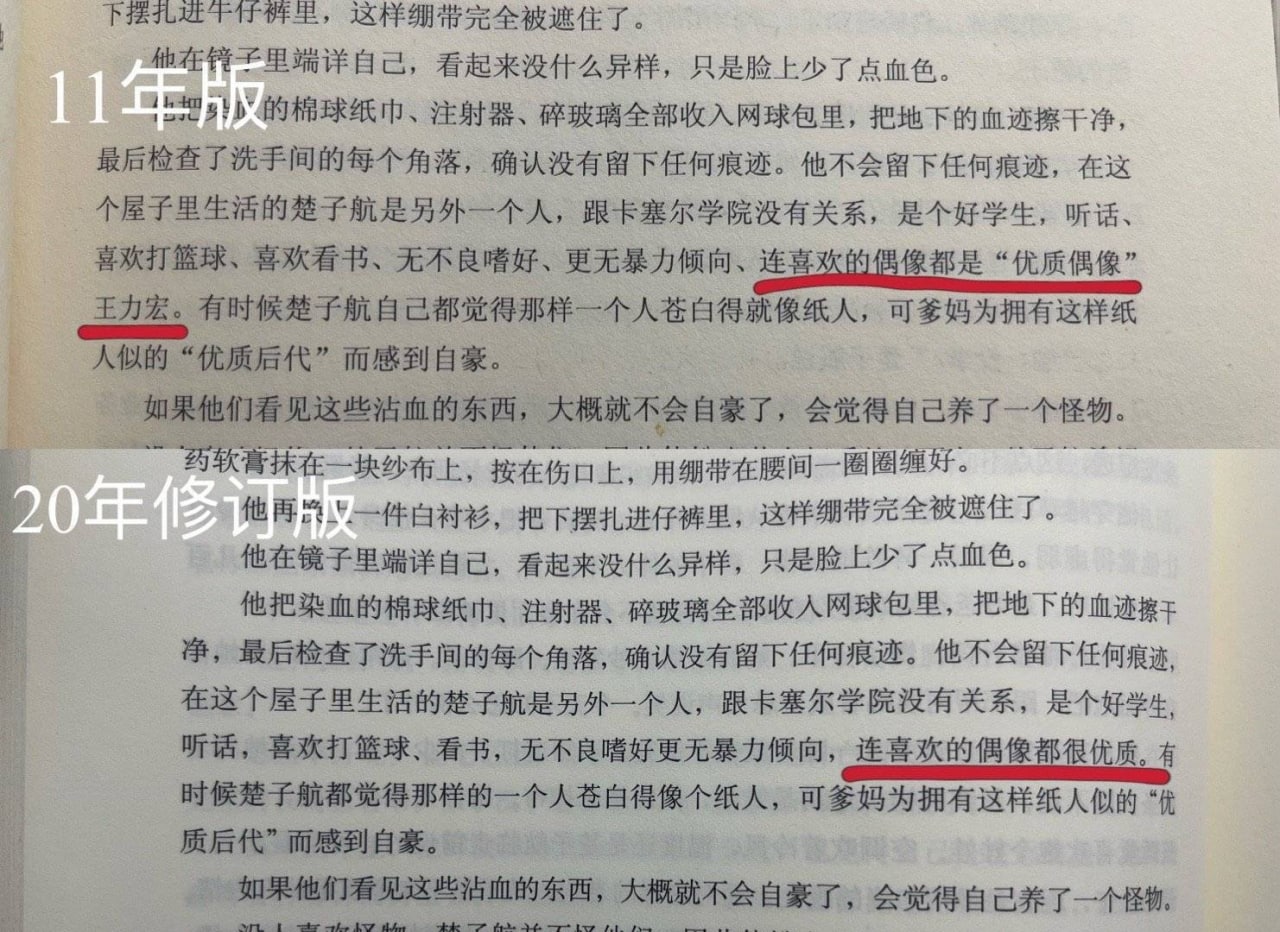 下摆扎进牛仔裤里，这样绷带完全被遮住了。
他在镜子里端详自己，看起来没什么异样，只是脸上少了点血色。
11年版
他把染血的棉球纸巾、注射器、碎玻璃全部收入网球包里，把地下的血迹擦干净，
最后检查了洗手间的每个角落，确认没有留下任何痕迹。他不会留下任何痕迹，在这
个屋子里生活的楚子航是另外一个人，跟卡塞尔学院没有关系，是个好学生，听话、
喜欢打篮球、喜欢看书、无不良嗜好、更无暴力倾向、连喜欢的偶像都是“优质偶像”
王力宏。有时候楚子航自己都觉得那样一个人苍白得就像纸人，可爹妈为拥有这样纸
人似的“优质后代”而感到自豪。
如果他们看见这些沾血的东西，大概就不会自豪了，会觉得自己养了一个怪物。
药软膏抹在一块纱布上，按在伤口上，用绷带在腰间一圈圈缠好。
20年修订版
他再换上一件白衬衫，把下摆扎进仔裤里，这样绷带完全被遮住了。
他在镜子里端详自己，看起来没什么异样，只是脸上少了点血色。
他把染血的棉球纸巾、注射器、碎玻璃全部收入网球包里，把地下的血迹擦干
净，最后检查了洗手间的每个角落，确认没有留下任何痕迹。他不会留下任何痕迹，
在这个屋子里生活的楚子航是另外一个人，跟卡塞尔学院没有关系，是个好学生，
听话，喜欢打篮球、看书，无不良嗜好更无暴力倾向，连喜欢的偶像都很优质。有
时候楚子航都觉得那样的一个人苍白得像个纸人，可爹妈为拥有这样纸人似的“优
质后代”而感到自豪。
如果他们看见这些沾血的东西，大概就不会自豪了，会觉得自己养了一个怪物。